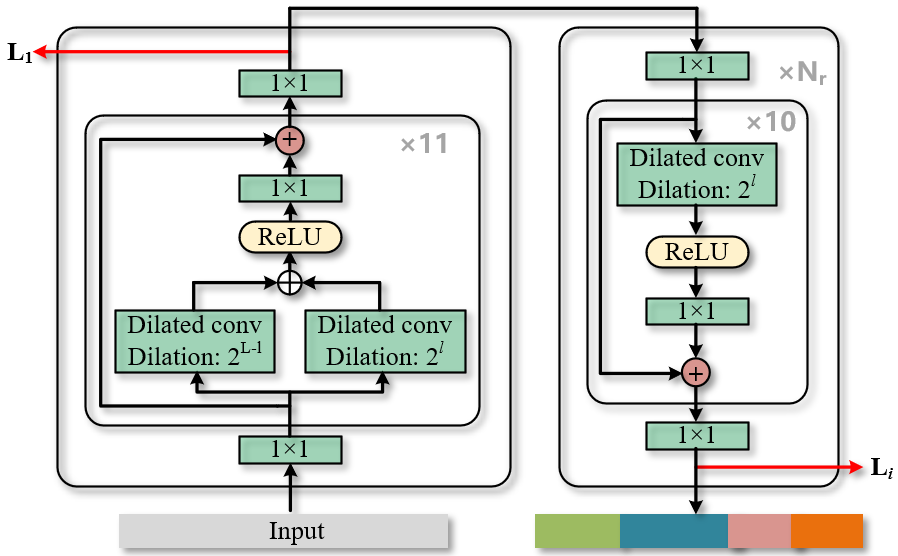 L₁
1×1
×11
+
1×1
ReLU
Dilated conv
Dilation: 2ᴸ⁻ˡ
Dilated conv
Dilation: 2ˡ
1×1
Input
1×1
×Nᵣ
×10
Dilated conv
Dilation: 2ˡ
ReLU
1×1
+
1×1
Lᵢ